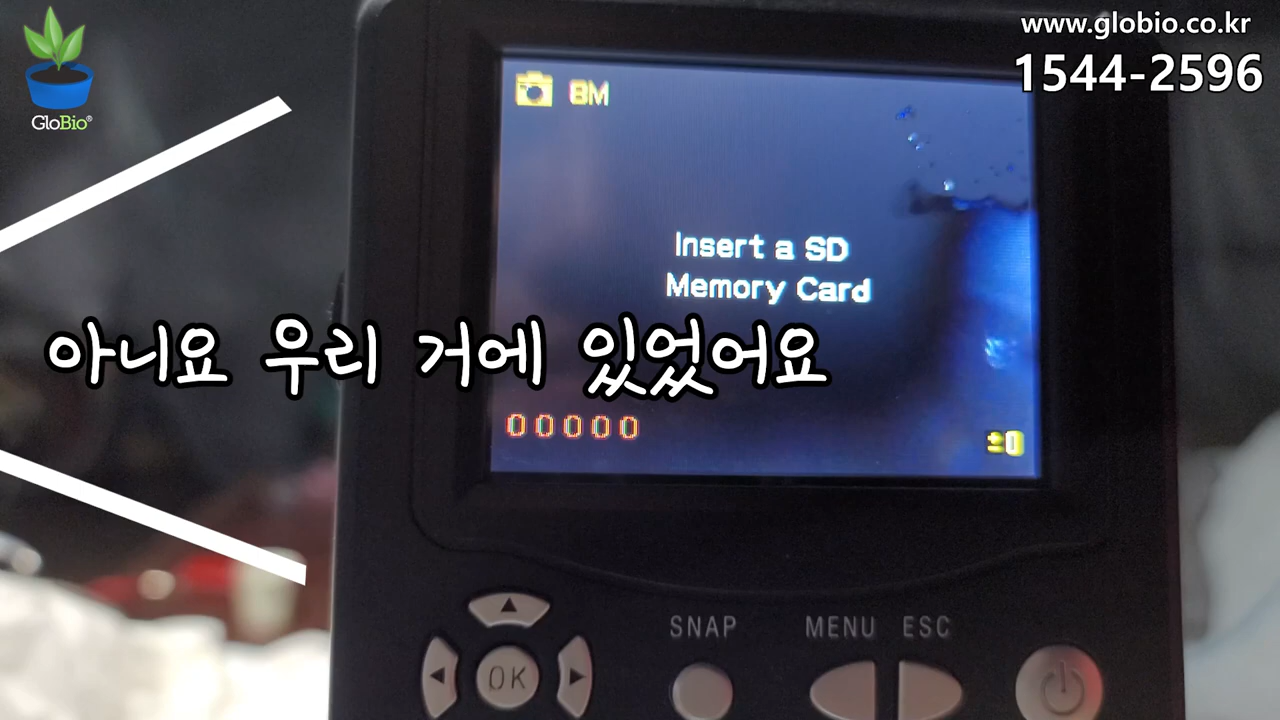 www.globio.co.kr
1544-2596
GloBio®
8M
Insert a SD
Memory Card
아니요 우리 거에 있었어요
00000
±0
SNAP
MENU ESC
OK